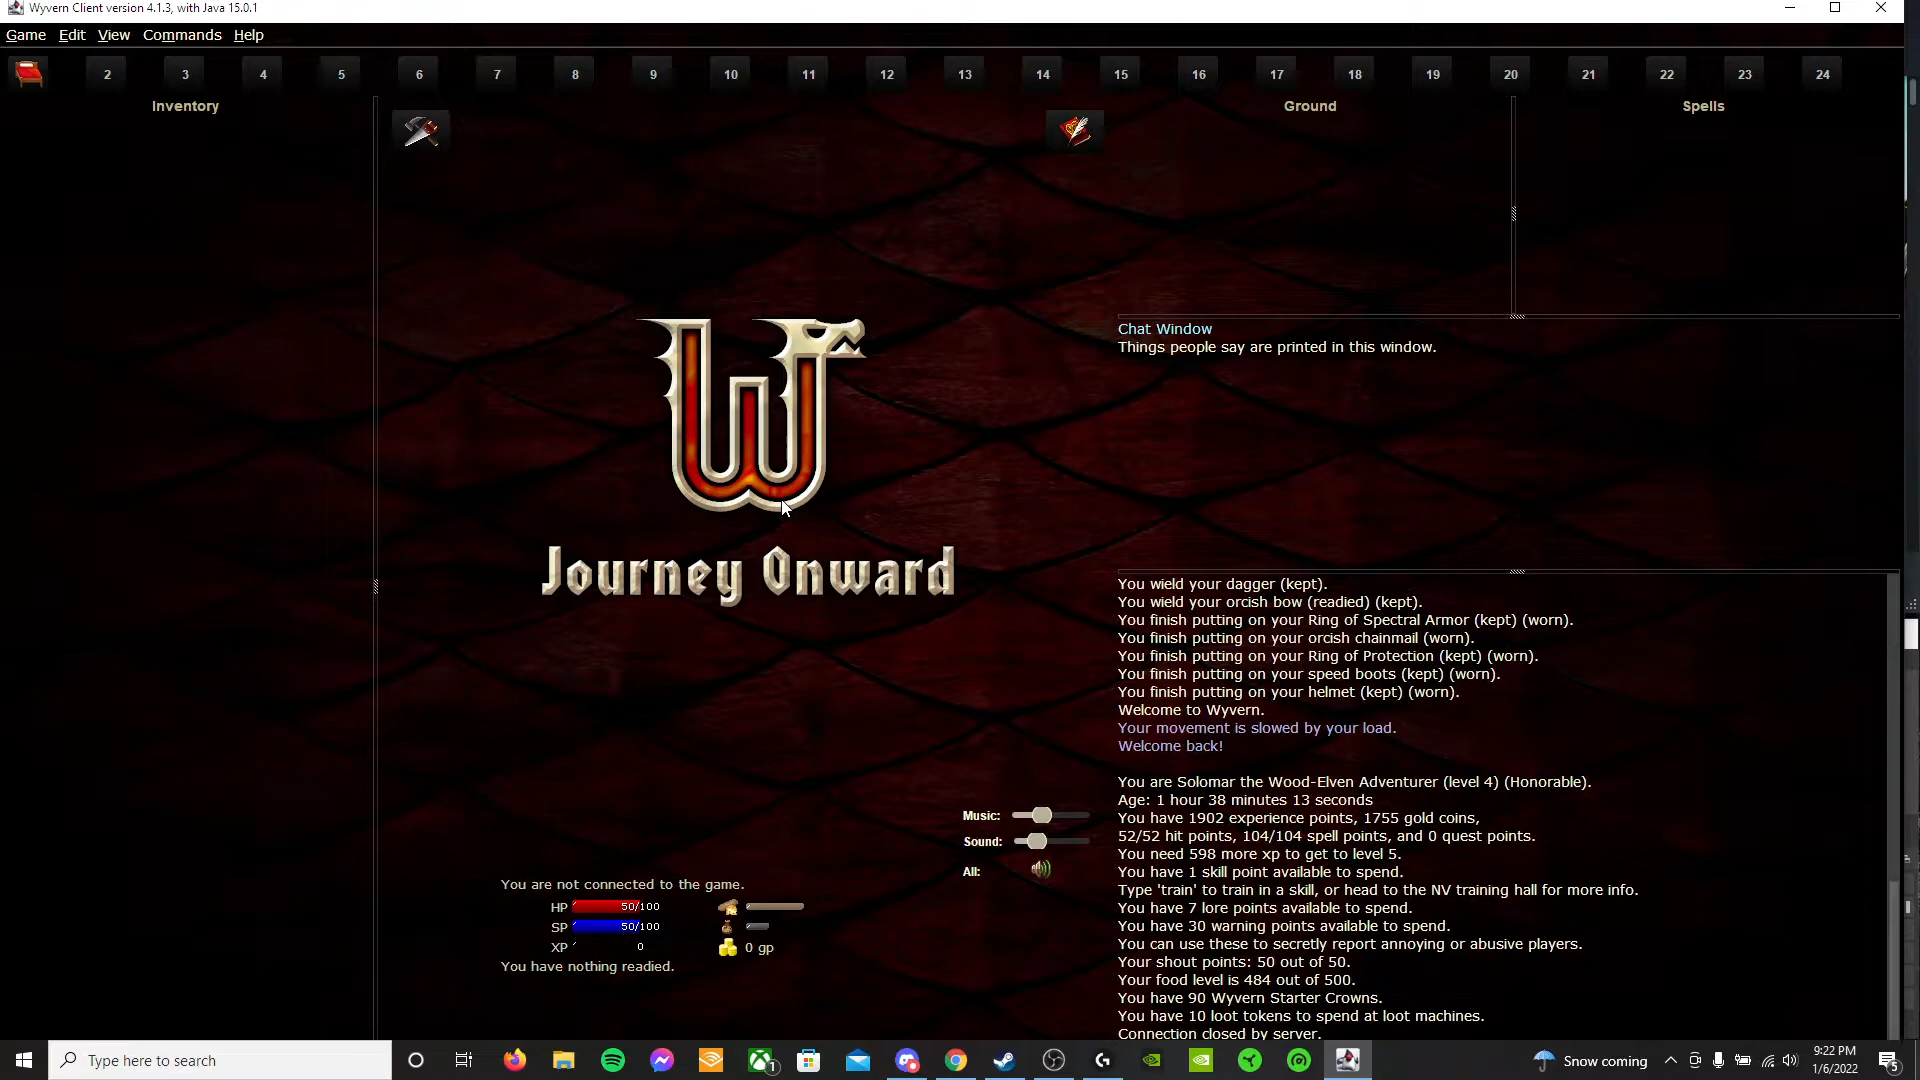 Wyvern Client version 4.1.3, with Java 15.0.1
Game Edit View Commands Help
2 3 4 5 6 7 8 9 10 11 12 13 14 15 16 17 18 19 20 21 22 23 24
Inventory
Ground
Spells
W
Journey Onward
Chat Window
Things people say are printed in this window.
You wield your dagger (kept).
You wield your orcish bow (readied) (kept).
You finish putting on your Ring of Spectral Armor (kept) (worn).
You finish putting on your orcish chainmail (worn).
You finish putting on your Ring of Protection (kept) (worn).
You finish putting on your speed boots (kept) (worn).
You finish putting on your helmet (kept) (worn).
Welcome to Wyvern.
Your movement is slowed by your load.
Welcome back!
You are Solomar the Wood-Elven Adventurer (level 4) (Honorable).
Age: 1 hour 38 minutes 13 seconds
You have 1902 experience points, 1755 gold coins,
52/52 hit points, 104/104 spell points, and 0 quest points.
You need 598 more xp to get to level 5.
You have 1 skill point available to spend.
Type 'train' to train in a skill, or head to the NV training hall for more info.
You have 7 lore points available to spend.
You have 30 warning points available to spend.
You can use these to secretly report annoying or abusive players.
Your shout points: 50 out of 50.
Your food level is 484 out of 500.
You have 90 Wyvern Starter Crowns.
You have 10 loot tokens to spend at loot machines.
Connection closed by server.
Music:
Sound:
All:
You are not connected to the game.
HP 50/100
SP 50/100
XP 0
0 gp
You have nothing readied.
Type here to search
1
Snow coming
9:22 PM
1/6/2022
5